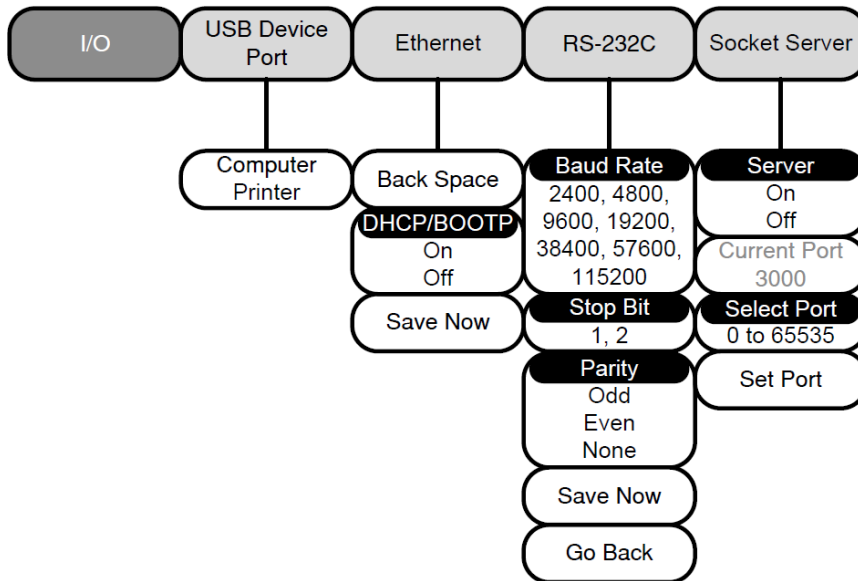 I/O
USB Device
Port
Ethernet
RS-232C
Socket Server
Computer
Printer
Back Space
DHCP/BOOTP
On
Off
Save Now
Baud Rate
2400, 4800,
9600, 19200,
38400, 57600,
115200
Stop Bit
1, 2
Parity
Odd
Even
None
Save Now
Go Back
Server
On
Off
Current Port
3000
Select Port
0 to 65535
Set Port